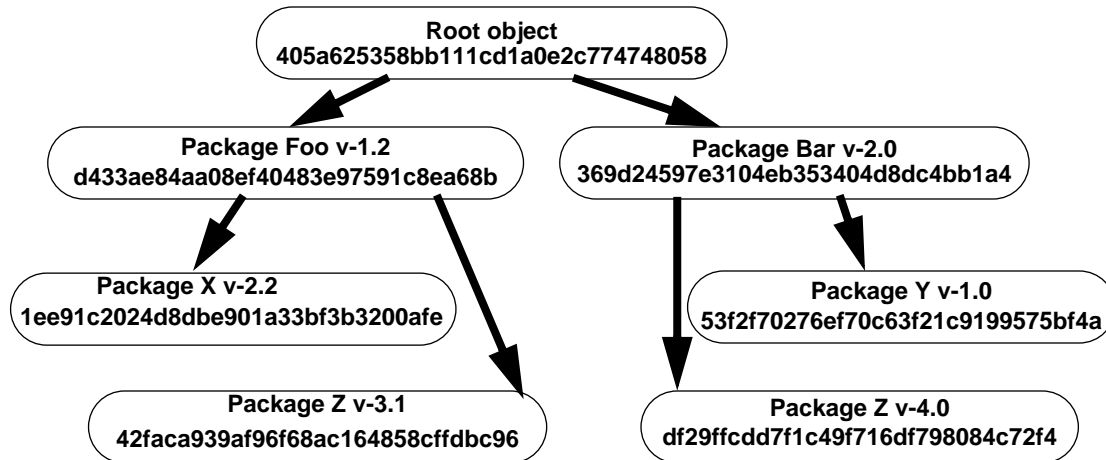 Root object
405a625358bb111cd1a0e2c774748058
Package Foo v-1.2
d433ae84aa08ef40483e97591c8ea68b
Package Bar v-2.0
369d24597e3104eb353404d8dc4bb1a4
Package X v-2.2
1ee91c2024d8dbe901a33bf3b3200afe
Package Y v-1.0
53f2f70276ef70c63f21c9199575bf4a
Package Z v-3.1
42faca939af96f68ac164858cffdbc96
Package Z v-4.0
df29ffcdd7f1c49f716df798084c72f4